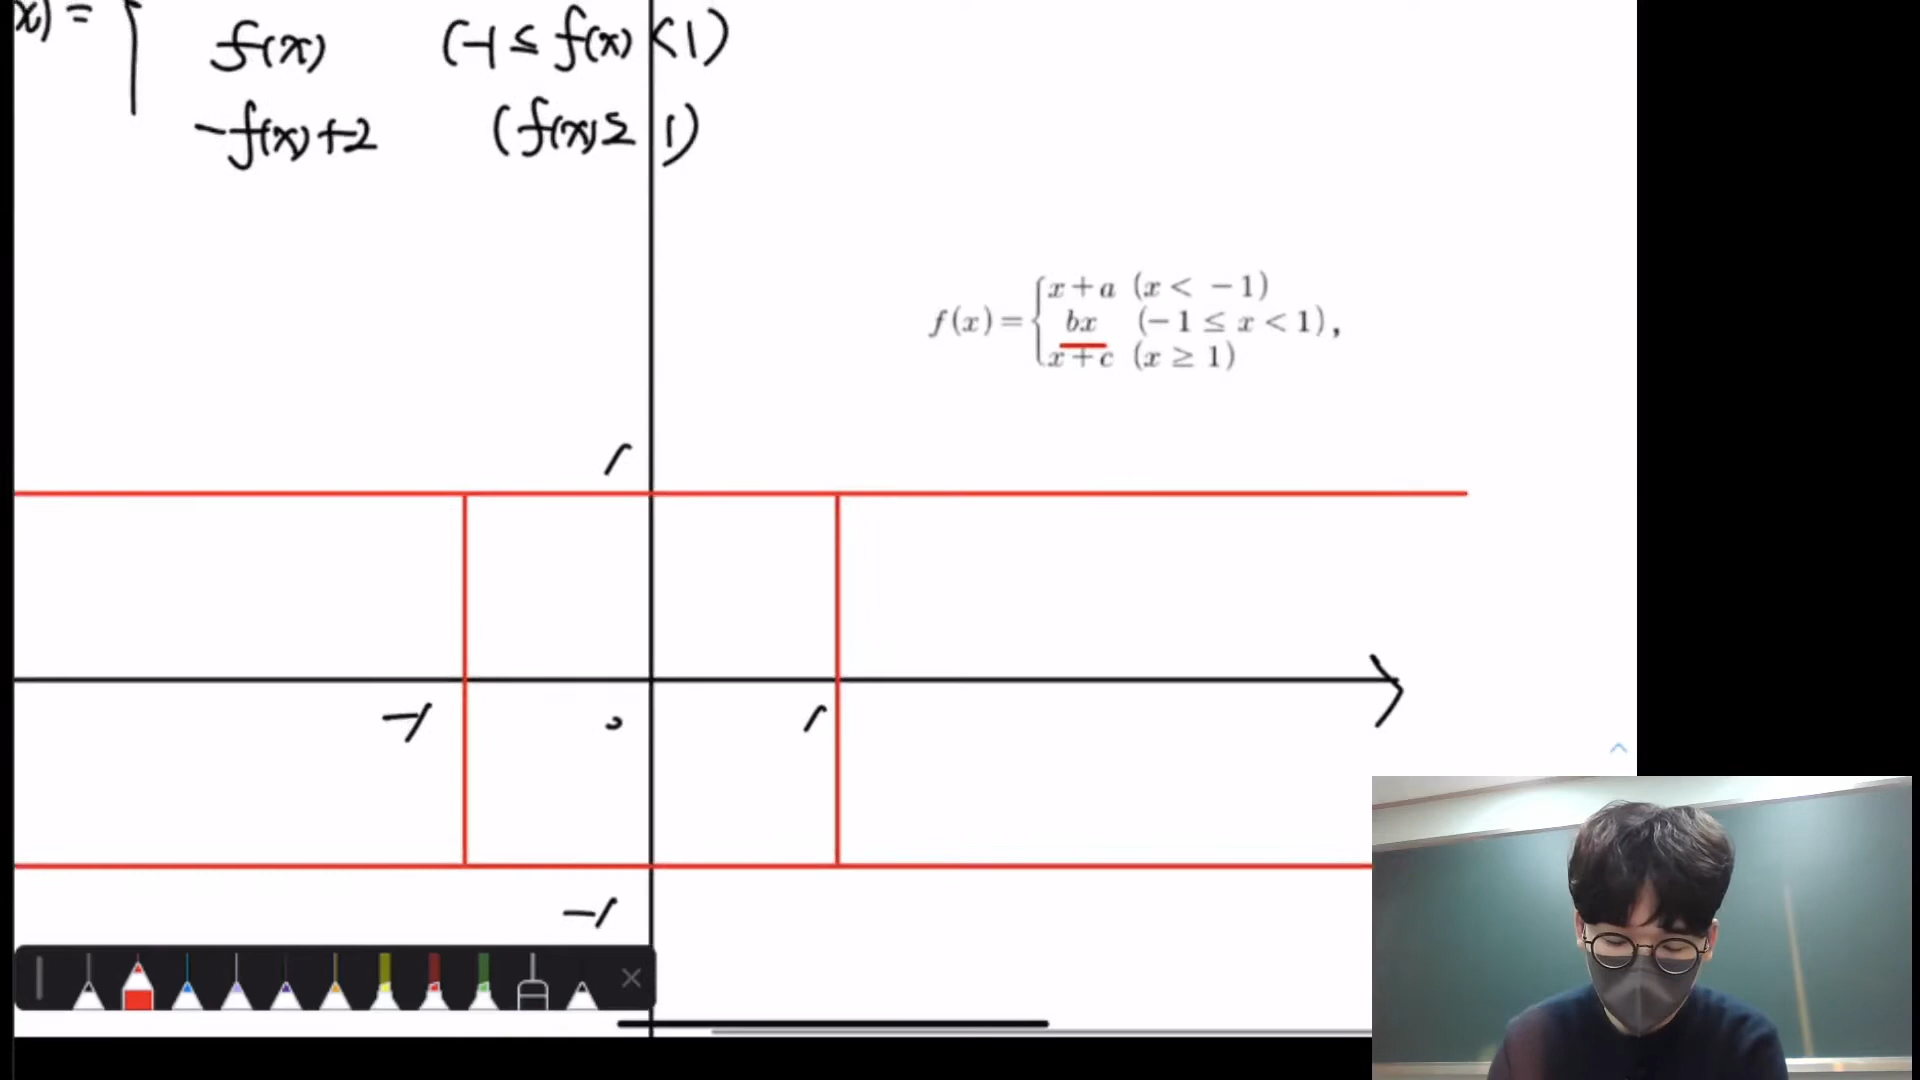 x) = {
f(x) (-1 ≤ f(x) < 1)
-f(x)+2 (f(x) ≥ 1)
f(x) = { x + a (x < -1)
bx (-1 ≤ x < 1),
x + c (x ≥ 1)
1
-1 0 1
-1